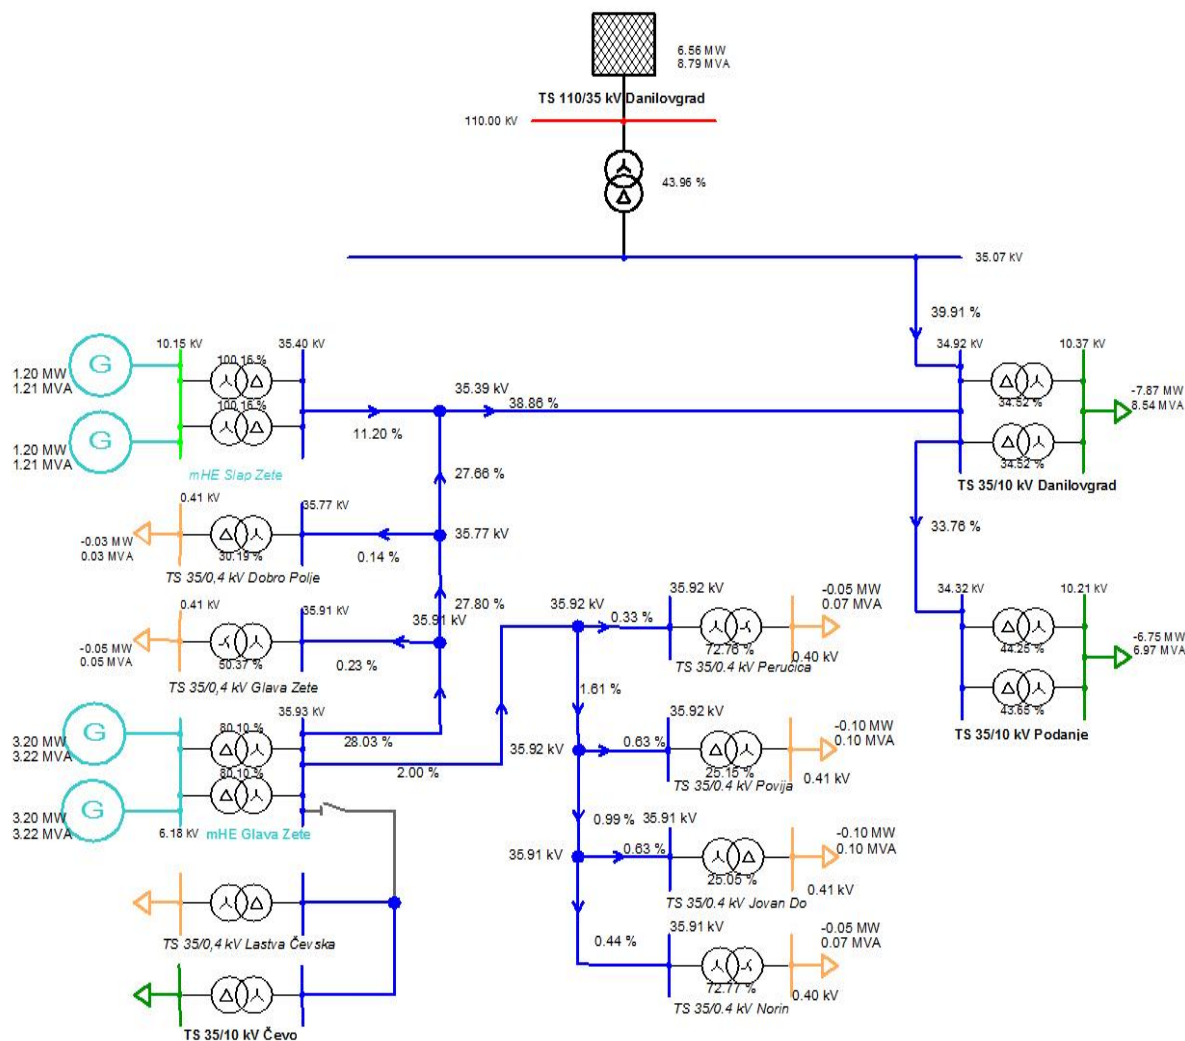 6.56 MW
8.79 MVA
TS 110/35 kV Danilovgrad
110.00 kV
43.96 %
35.07 kV
39.91 %
10.15 kV
35.40 kV
34.92 kV
10.37 kV
G
100.16 %
1.20 MW
1.21 MVA
35.39 kV
38.86 %
-7.87 MW
8.54 MVA
34.52 %
100.16 %
11.20 %
G
1.20 MW
1.21 MVA
34.52 %
mHE Slap Zete
27.66 %
TS 35/10 kV Danilovgrad
0.41 kV
35.77 kV
33.76 %
35.77 kV
-0.03 MW
0.03 MVA
30.19 %
0.14 %
TS 35/0,4 kV Dobro Polje
35.92 kV
-0.05 MW
0.07 MVA
34.32 kV
10.21 kV
0.41 kV
35.91 kV
27.80 %
35.91 kV
35.92 kV
0.33 %
72.76 %
0.40 kV
44.25 %
-6.75 MW
6.97 MVA
-0.05 MW
0.05 MVA
50.37 %
0.23 %
TS 35/0.4 kV Perućica
TS 35/0,4 kV Glava Zete
1.61 %
43.65 %
35.93 kV
35.92 kV
-0.10 MW
0.10 MVA
TS 35/10 kV Podanje
G
80.10 %
3.20 MW
3.22 MVA
28.03 %
35.92 kV
0.63 %
25.15 %
0.41 kV
80.10 %
2.00 %
TS 35/0.4 kV Povija
G
3.20 MW
3.22 MVA
6.18 kV
mHE Glava Zete
0.99 %
35.91 kV
-0.10 MW
0.10 MVA
35.91 kV
0.63 %
25.05 %
0.41 kV
TS 35/0.4 kV Jovan Do
35.91 kV
-0.05 MW
0.07 MVA
TS 35/0,4 kV Lastva Čevska
0.44 %
72.77 %
0.40 kV
TS 35/0.4 kV Norin
TS 35/10 kV Čevo